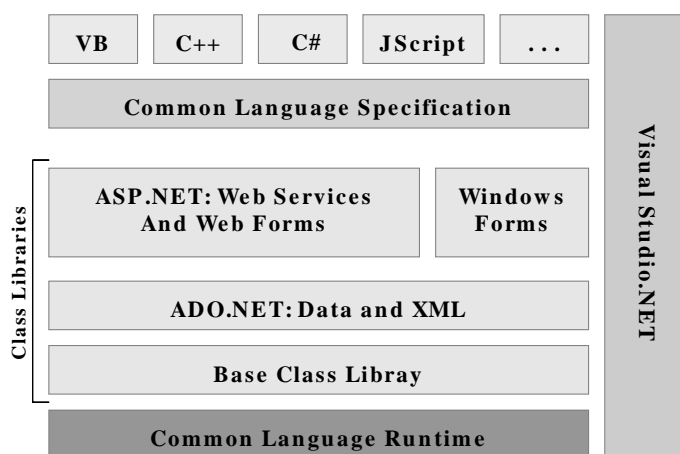 VB
C++
C#
JScript
...
Common Language Specification
ASP.NET: Web Services
And Web Forms
Windows
Forms
ADO.NET: Data and XML
Base Class Libray
Common Language Runtime
Class Libraries
Visual Studio.NET